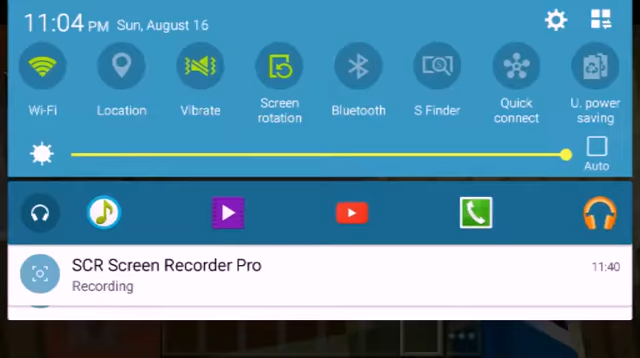 11:04 PM Sun, August 16
Wi-Fi
Location
Vibrate
Screen
rotation
Bluetooth
S Finder
Quick
connect
U. power
saving
Auto
SCR Screen Recorder Pro
11:40
Recording